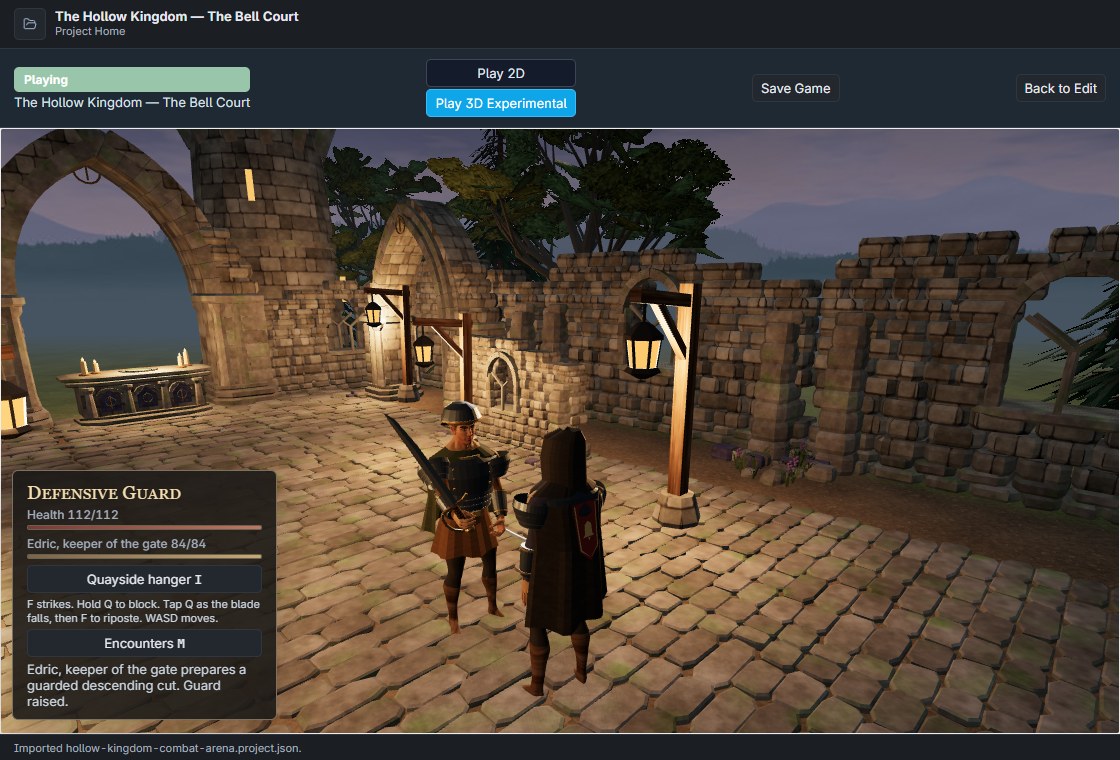 The Hollow Kingdom — The Bell Court
Project Home
Playing
The Hollow Kingdom — The Bell Court
Play 2D
Play 3D Experimental
Save Game
Back to Edit
Defensive Guard
Health 112/112
Edric, keeper of the gate 84/84
Quayside hanger I
F strikes. Hold Q to block. Tap Q as the blade
falls, then F to riposte. WASD moves.
Encounters M
Edric, keeper of the gate prepares a
guarded descending cut. Guard
raised.
Imported hollow-kingdom-combat-arena.project.json.